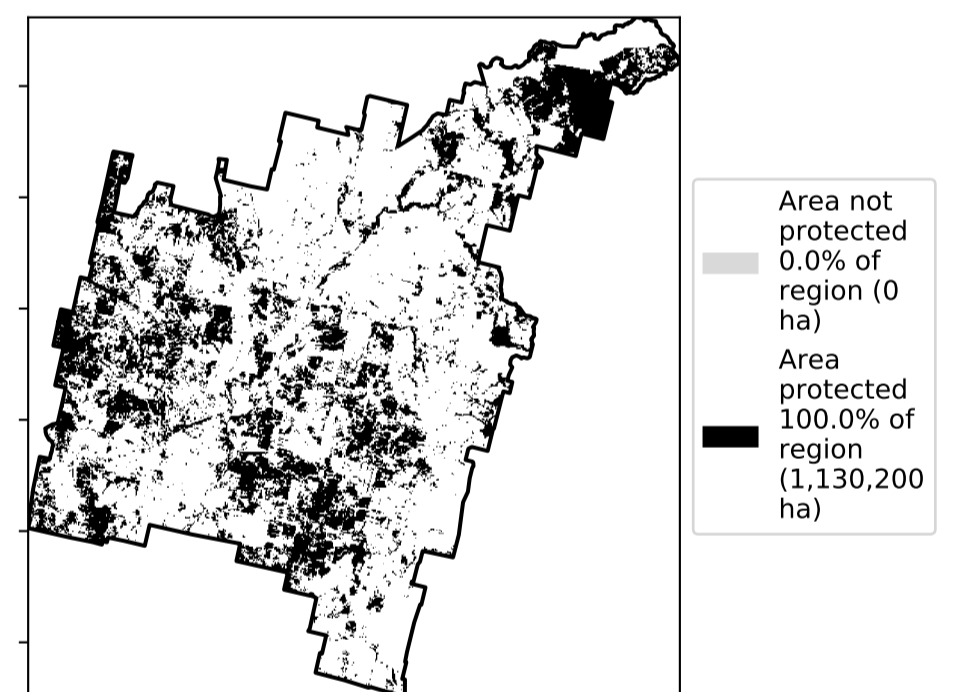 Area not
protected
0.0% of
region (0
ha)
Area
protected
100.0% of
region
(1,130,200
ha)